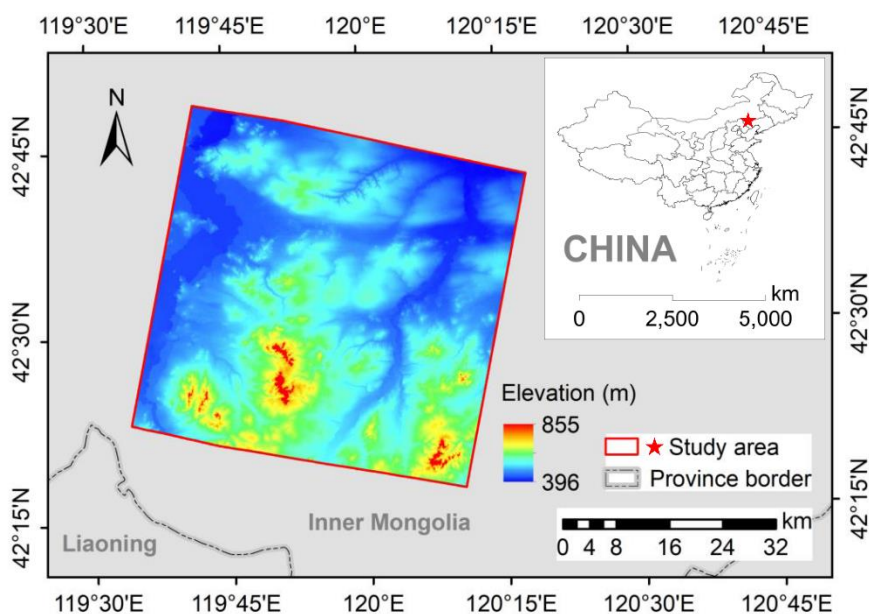 119°30'E 119°45'E 120°0'E 120°15'E 120°30'E 120°45'E
42°45'N
42°30'N
42°15'N
N
CHINA
km
0 2,500 5,000
Elevation (m)
855
396
Study area
Province border
km
0 4 8 16 24 32
Inner Mongolia
Liaoning
42°45'N
42°30'N
42°15'N
119°30'E 119°45'E 120°0'E 120°15'E 120°30'E 120°45'E